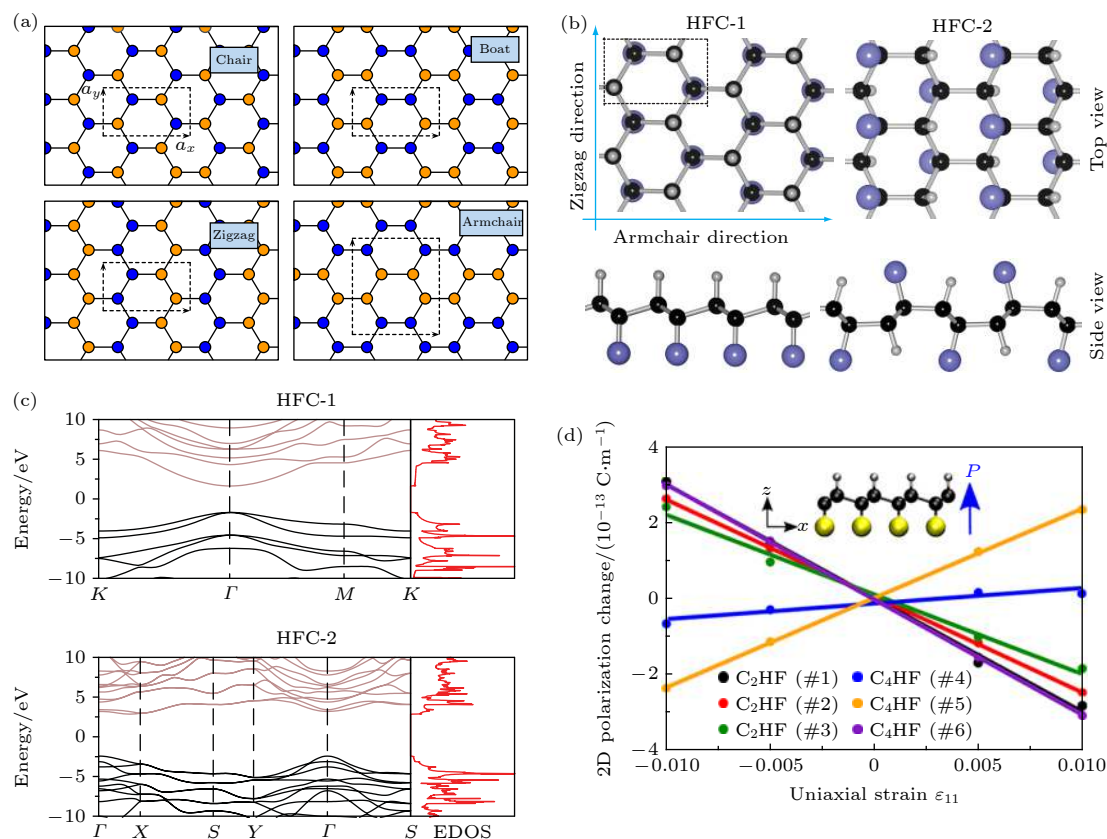 (a)
Chair
Boat
a_y
a_x
Zigzag
Armchair
(b)
HFC-1
HFC-2
Zigzag direction
Armchair direction
Top view
Side view
(c)
HFC-1
Energy/eV
10
5
0
−5
−10
K
Γ
M
K
HFC-2
Energy/eV
10
5
0
−5
−10
Γ
X
S
Y
Γ
S
EDOS
(d)
2D polarization change/(10⁻¹³ C·m⁻¹)
4
2
0
−2
−4
z
x
P
C₂HF (#1)
C₄HF (#4)
C₂HF (#2)
C₄HF (#5)
C₂HF (#3)
C₄HF (#6)
−0.010
−0.005
0
0.005
0.010
Uniaxial strain ε₁₁